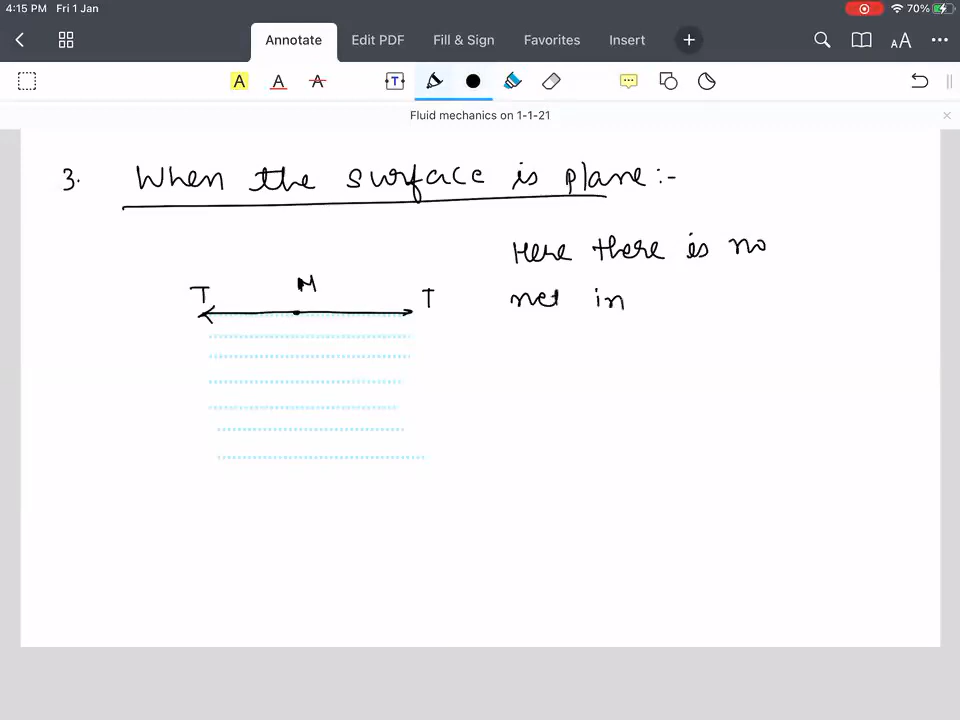 4:15 PM Fri 1 Jan
70%
Annotate Edit PDF Fill & Sign Favorites Insert
A A A T
AA
Fluid mechanics on 1-1-21
3. When the surface is plane :-
Here there is no
net in
T M T